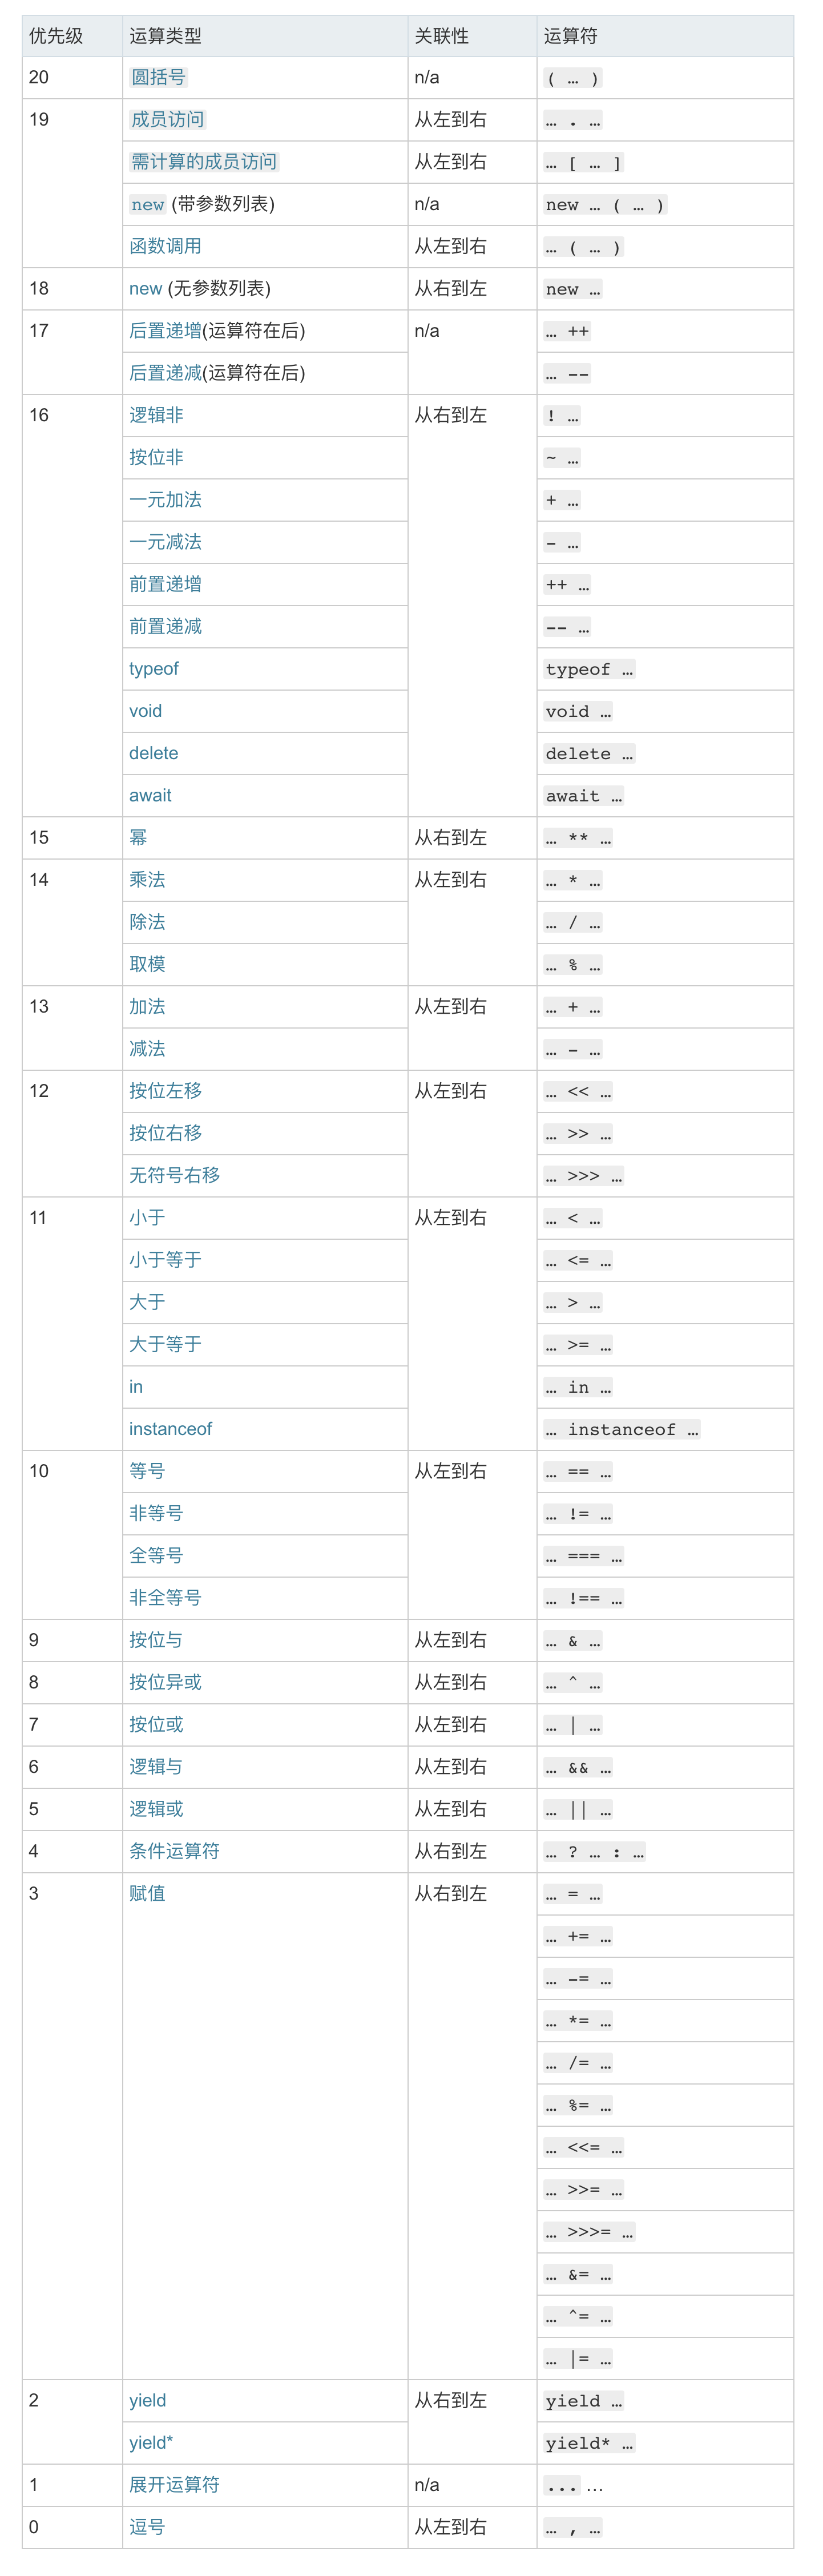 优先级 运算类型 关联性 运算符
20 圆括号 n/a ( … )
19 成员访问 从左到右 … . …
需计算的成员访问 从左到右 … [ … ]
new (带参数列表) n/a new … ( … )
函数调用 从左到右 … ( … )
18 new (无参数列表) 从右到左 new …
17 后置递增(运算符在后) n/a … ++
后置递减(运算符在后) … --
16 逻辑非 从右到左 ! …
按位非 ~ …
一元加法 + …
一元减法 - …
前置递增 ++ …
前置递减 -- …
typeof typeof …
void void …
delete delete …
await await …
15 幂 从右到左 … ** …
14 乘法 从左到右 … * …
除法 … / …
取模 … % …
13 加法 从左到右 … + …
减法 … - …
12 按位左移 从左到右 … << …
按位右移 … >> …
无符号右移 … >>> …
11 小于 从左到右 … < …
小于等于 … <= …
大于 … > …
大于等于 … >= …
in … in …
instanceof … instanceof …
10 等号 从左到右 … == …
非等号 … != …
全等号 … === …
非全等号 … !== …
9 按位与 从左到右 … & …
8 按位异或 从左到右 … ^ …
7 按位或 从左到右 … | …
6 逻辑与 从左到右 … && …
5 逻辑或 从左到右 … || …
4 条件运算符 从右到左 … ? … : …
3 赋值 从右到左 … = …
… += …
… -= …
… *= …
… /= …
… %= …
… <<= …
… >>= …
… >>>= …
… &= …
… ^= …
… |= …
2 yield 从右到左 yield …
yield* yield* …
1 展开运算符 n/a ... …
0 逗号 从左到右 … , …